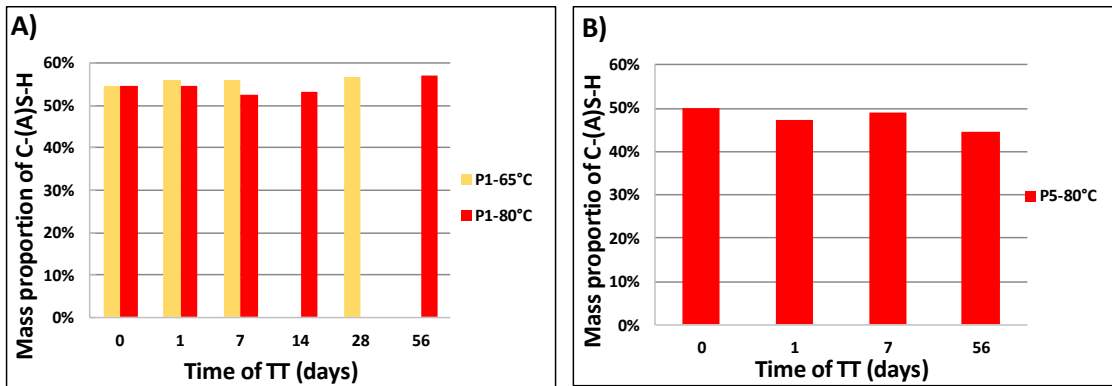 A)
Mass proportion of C-(A)S-H
60%
50%
40%
30%
20%
10%
0%
0 1 7 14 28 56
Time of TT (days)
P1-65°C
P1-80°C
B)
Mass proportio of C-(A)S-H
60%
50%
40%
30%
20%
10%
0%
0 1 7 56
Time of TT (days)
P5-80°C